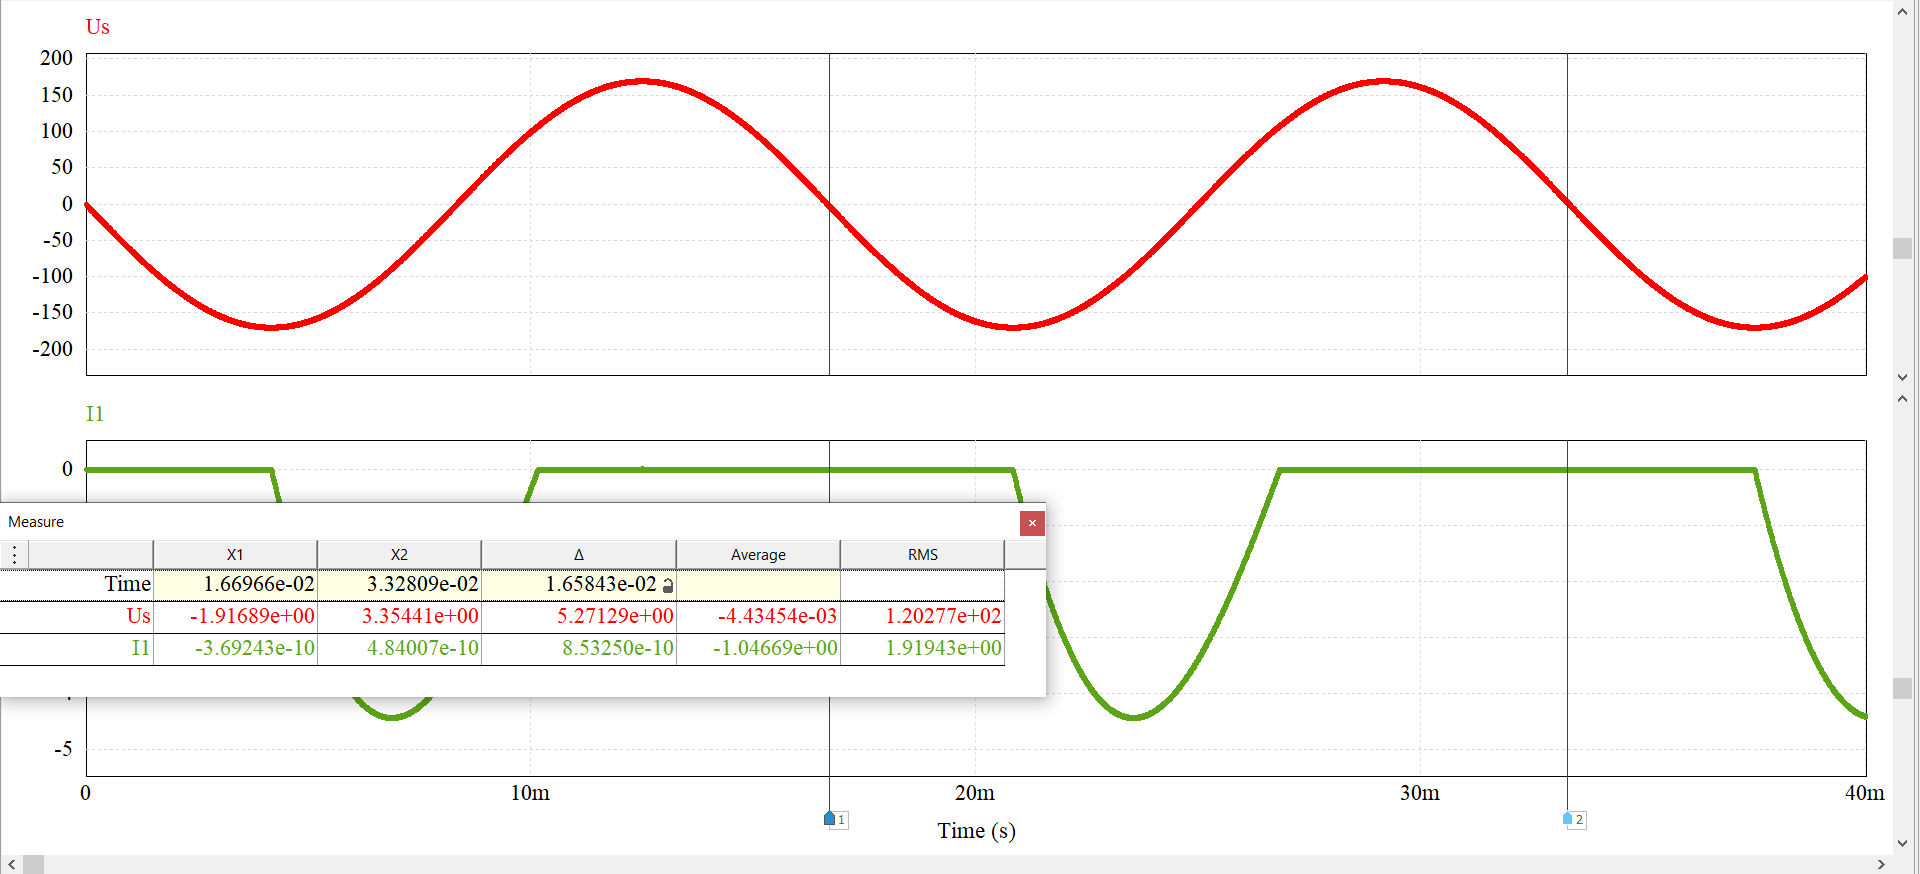 Us
200
150
100
50
0
-50
-100
-150
-200
I1
0
Measure
×
X1 X2 Δ Average RMS
Time 1.66966e-02 3.32809e-02 1.65843e-02
Us -1.91689e+00 3.35441e+00 5.27129e+00 -4.43454e-03 1.20277e+02
I1 -3.69243e-10 4.84007e-10 8.53250e-10 -1.04669e+00 1.91943e+00
-5
0 10m 20m 30m 40m
1 2
Time (s)